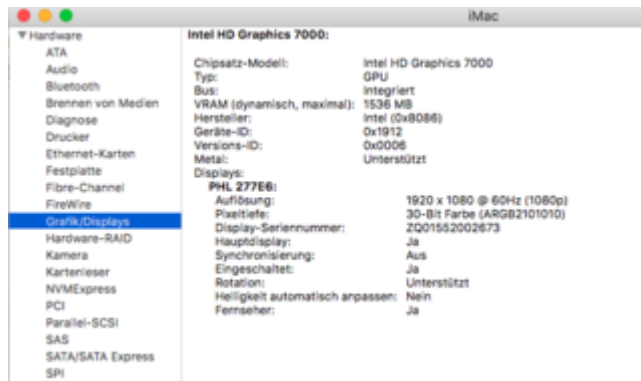 iMac
▼ Hardware
ATA
Audio
Bluetooth
Brennen von Medien
Diagnose
Drucker
Ethernet-Karten
Festplatte
Fibre-Channel
FireWire
Grafik/Displays
Hardware-RAID
Kamera
Kartenleser
NVMExpress
PCI
Parallel-SCSI
SAS
SATA/SATA Express
SPI
Intel HD Graphics 7000:
Chipsatz-Modell: Intel HD Graphics 7000
Typ: GPU
Bus: Integriert
VRAM (dynamisch, maximal): 1536 MB
Hersteller: Intel (0x8086)
Geräte-ID: 0x1912
Versions-ID: 0x0006
Metal: Unterstützt
Displays:
PHL 277E6:
Auflösung: 1920 x 1080 @ 60Hz (1080p)
Pixeltiefe: 30-Bit Farbe (ARGB2101010)
Display-Seriennummer: ZQ01552002673
Hauptdisplay: Ja
Synchronisierung: Aus
Eingeschaltet: Ja
Rotation: Unterstützt
Helligkeit automatisch anpassen: Nein
Fernseher: Ja